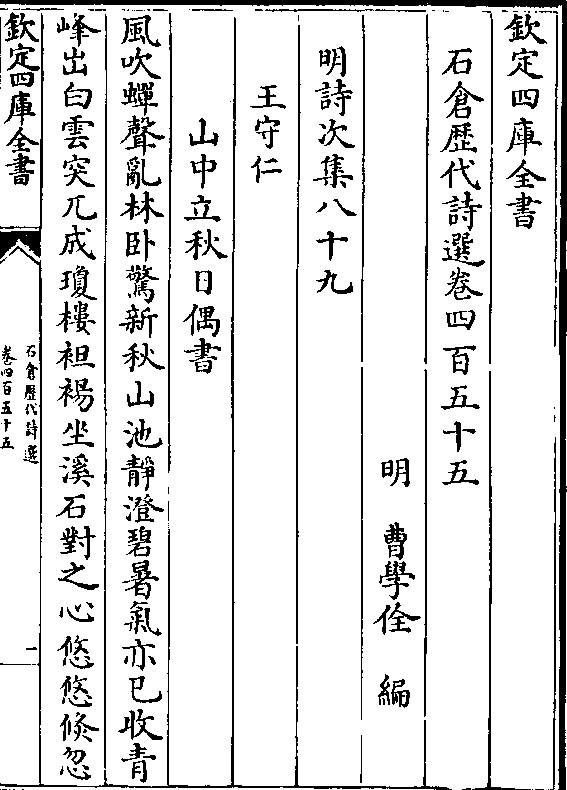 欽定四庫全書
石倉歴代詩選卷四百五十五
明 曹學佺 編
明詩次集八十九
王守仁
山中立秋日偶書
風吹蟬聲亂林卧驚新秋山池靜澄碧暑氣亦已收青
峰出白雲突兀成瓊樓袒裼坐溪石對之心悠悠倐忽
欽定四庫全書
石倉歴代詩選
卷四百五十五
一